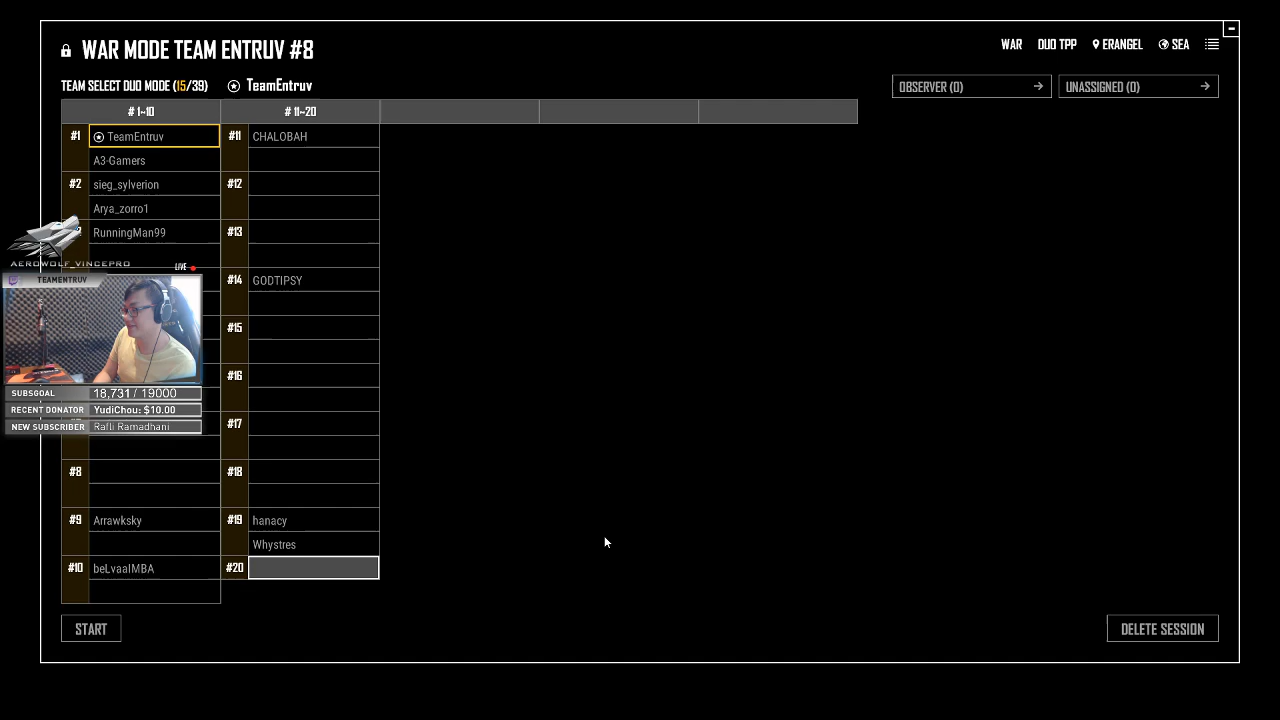 WAR MODE TEAM ENTRUV #8
WAR DUO TPP ERANGEL SEA
TEAM SELECT DUO MODE (15/39) TeamEntruv
OBSERVER (0) UNASSIGNED (0)
# 1~10 # 11~20
#1 TeamEntruv #11 CHALOBAH
A3-Gamers
#2 sieg_sylverion #12
Arya_zorro1
RunningMan99 #13
AEROWOLF_VINCEPRO
LIVE
TEAMENTRUV
#14 GODTIPSY
#15
#16
SUBSGOAL 18,731 / 19000
RECENT DONATOR YudiChou: $10.00
NEW SUBSCRIBER Rafli Ramadhani
#17
#8 #18
#9 Arrawksky #19 hanacy
Whystres
#10 beLvaaIMBA #20
START DELETE SESSION